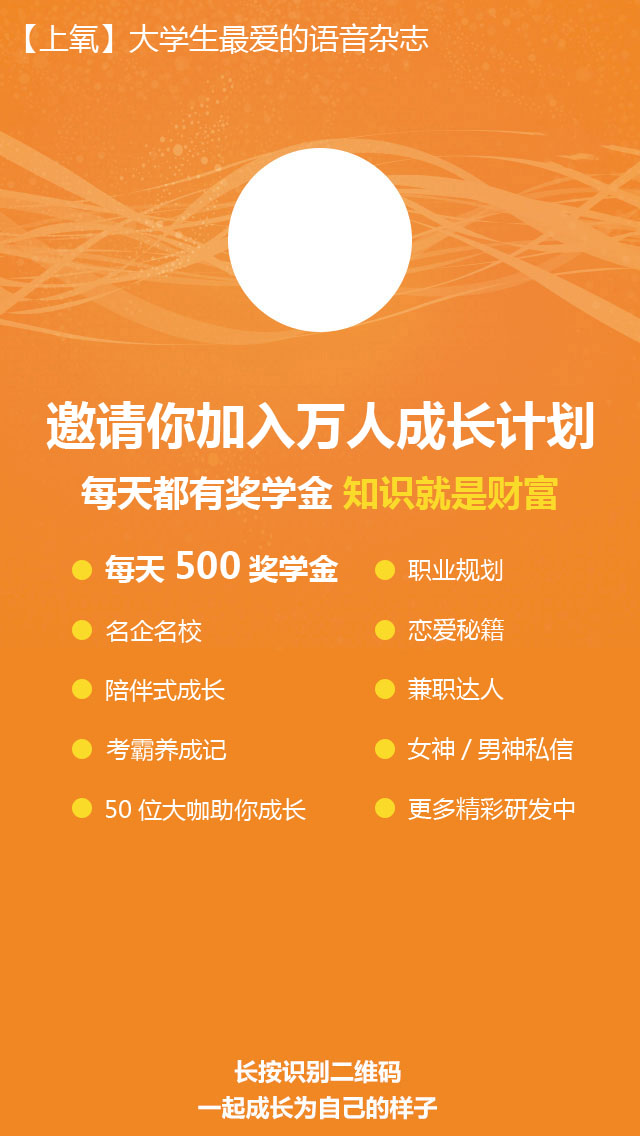 【上氧】大学生最爱的语音杂志
邀请你加入万人成长计划
每天都有奖学金 知识就是财富
每天 500 奖学金
名企名校
陪伴式成长
考霸养成记
50 位大咖助你成长
职业规划
恋爱秘籍
兼职达人
女神 / 男神私信
更多精彩研发中
长按识别二维码
一起成长为自己的样子